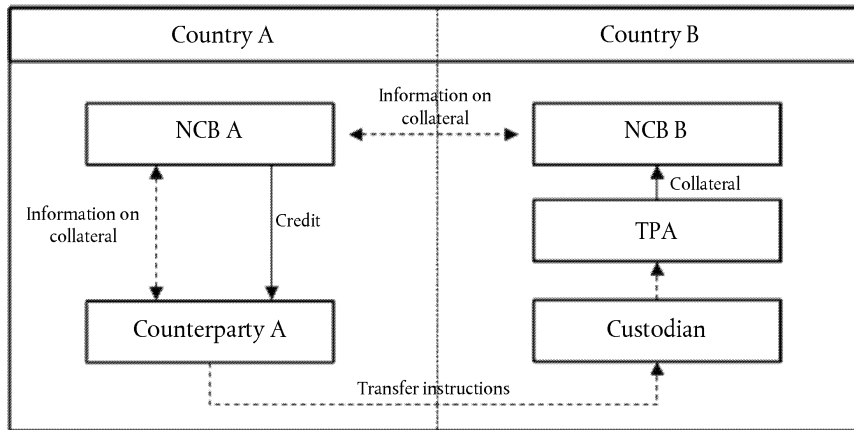 Country A
Country B
Information on
collateral
NCB A
NCB B
Collateral
Information on
collateral
Credit
TPA
Counterparty A
Custodian
Transfer instructions